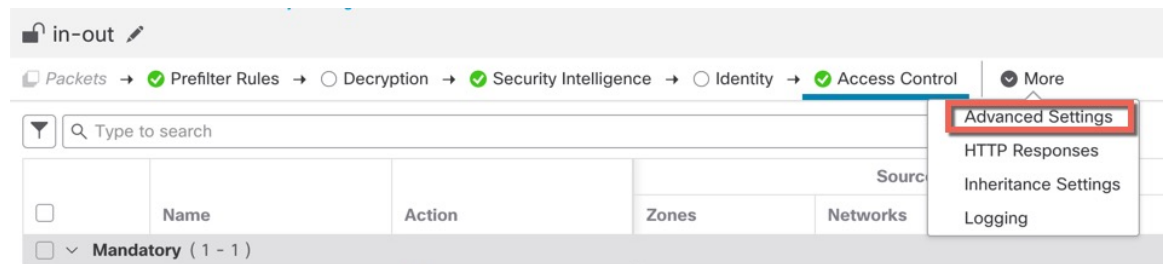 in-out
Packets → Prefilter Rules → Decryption → Security Intelligence → Identity → Access Control More
Type to search
Advanced Settings
HTTP Responses
Inheritance Settings
Logging
Name Action Zones Networks
Mandatory ( 1 - 1 )